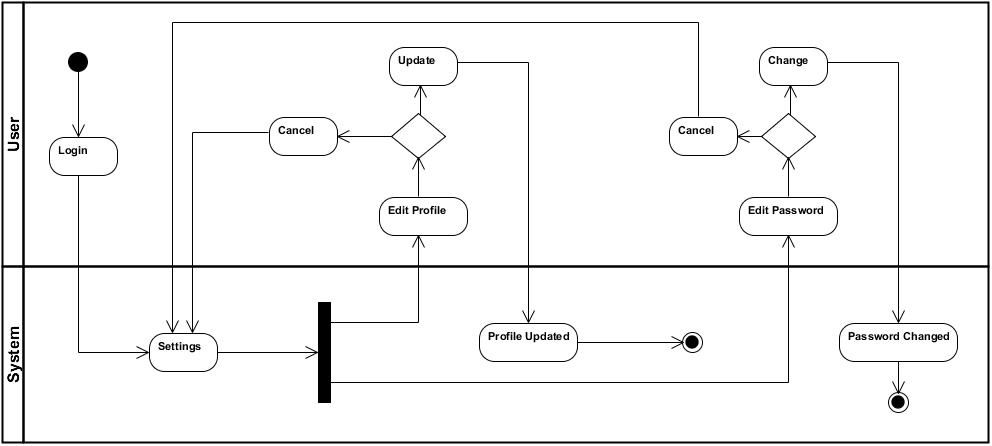 User
Update
Change
Cancel
Cancel
Login
Edit Profile
Edit Password
System
Settings
Profile Updated
Password Changed